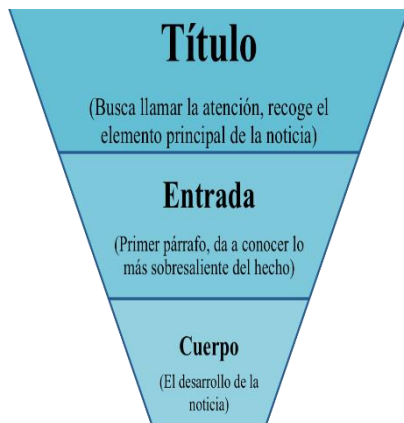 Título
(Busca llamar la atención, recoge el
elemento principal de la noticia)
Entrada
(Primer párrafo, da a conocer lo
más sobresaliente del hecho)
Cuerpo
(El desarrollo de la
noticia)